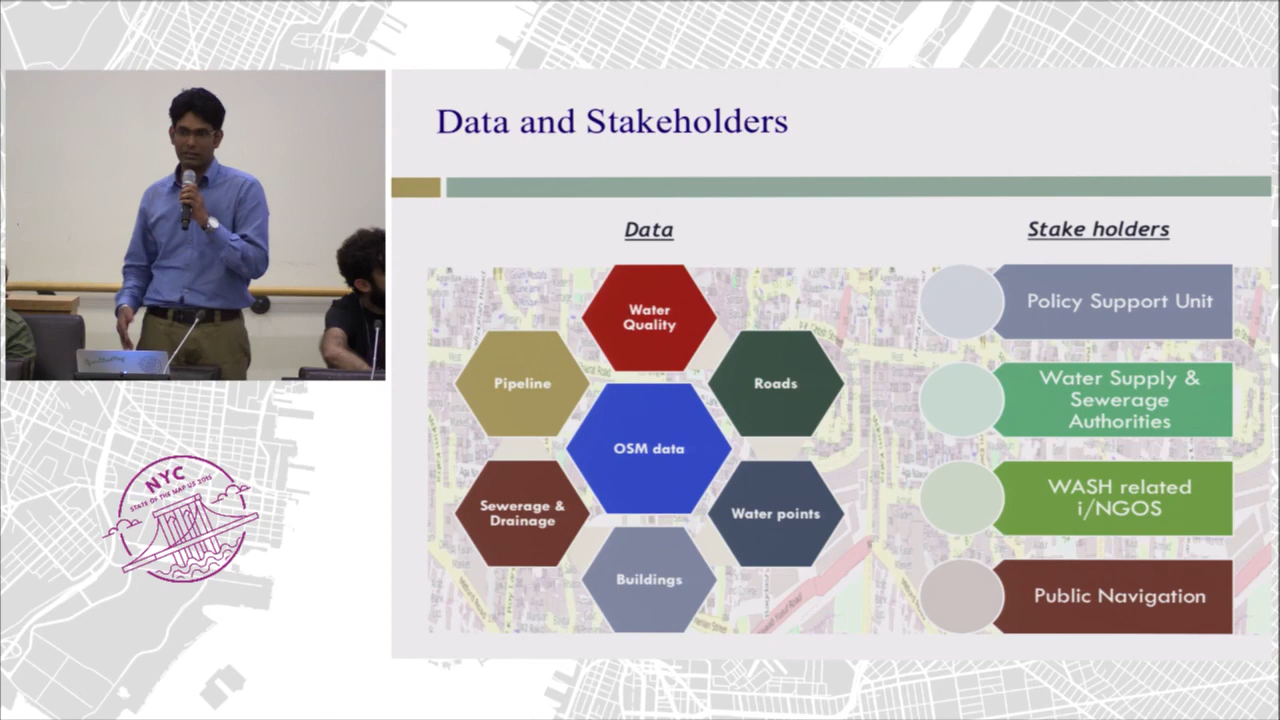 Data and Stakeholders
Data
Stake holders
Water
Quality
Pipeline
Roads
OSM data
Sewerage &
Drainage
Water points
Buildings
Policy Support Unit
Water Supply &
Sewerage
Authorities
WASH related
i/NGOS
Public Navigation
NYC
STATE OF THE MAP US 2015